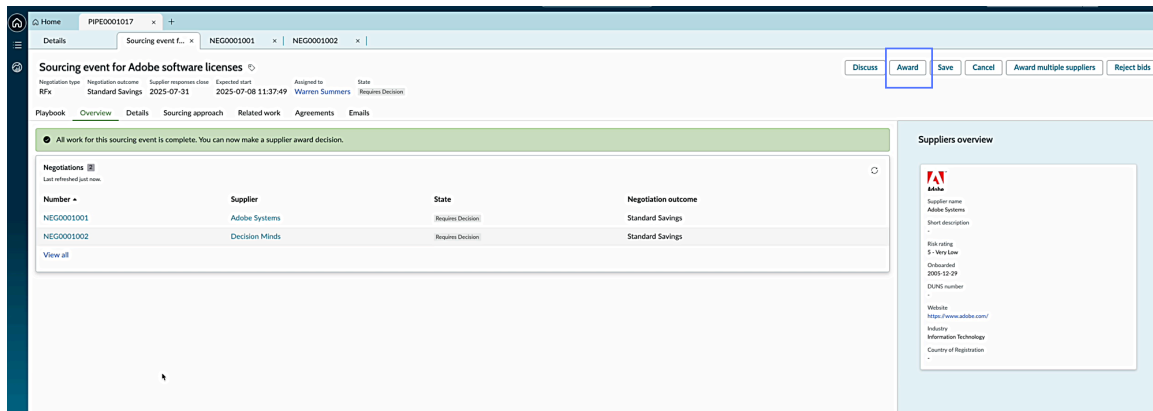 Home PIPE0001017 × +
Details Sourcing event f... × NEG0001001 × NEG0001002 ×
Sourcing event for Adobe software licenses
Discuss Award Save Cancel Award multiple suppliers Reject bids
Negotiation type Negotiation outcome Supplier responses close Expected start Assigned to State
RFx Standard Savings 2025-07-31 2025-07-08 11:37:49 Warren Summers Requires Decision
Playbook Overview Details Sourcing approach Related work Agreements Emails
All work for this sourcing event is complete. You can now make a supplier award decision.
Negotiations 2
Last refreshed just now.
Number Supplier State Negotiation outcome
NEG0001001 Adobe Systems Requires Decision Standard Savings
NEG0001002 Decision Minds Requires Decision Standard Savings
View all
Suppliers overview
Adobe
Supplier name
Adobe Systems
Short description
-
Risk rating
5 - Very Low
Onboarded
2005-12-29
DUNS number
-
Website
https://www.adobe.com/
Industry
Information Technology
Country of Registration
-